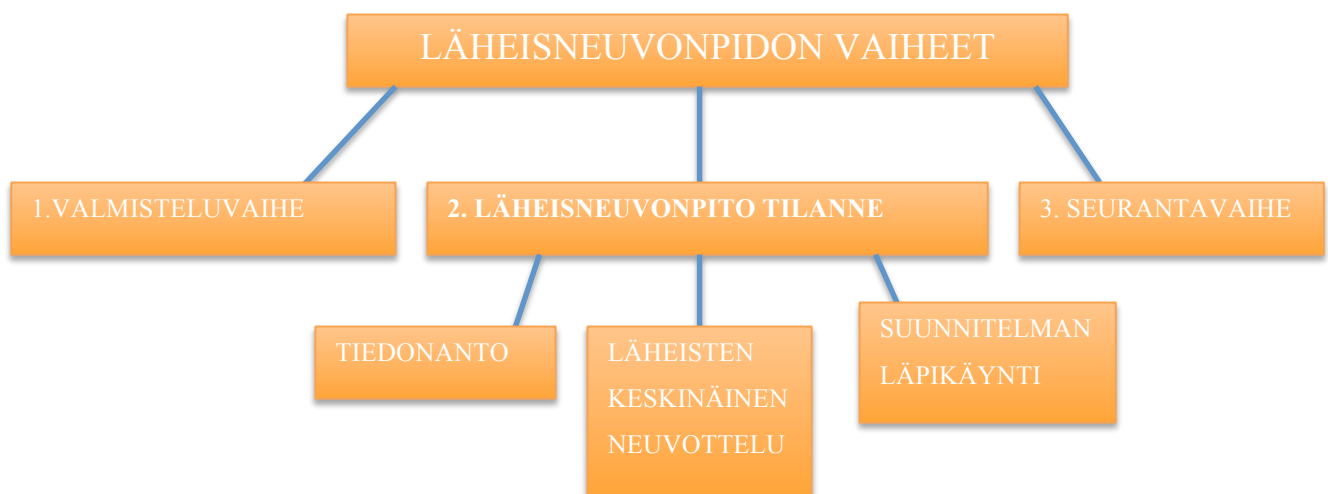 LÄHEISNEUVONPIDON VAIHEET
1.VALMISTELUVAIHE
2. LÄHEISNEUVONPITO TILANNE
3. SEURANTAVAIHE
TIEDONANTO
LÄHEISTEN
KESKINÄINEN
NEUVOTTELU
SUUNNITELMAN
LÄPIKÄYNTI